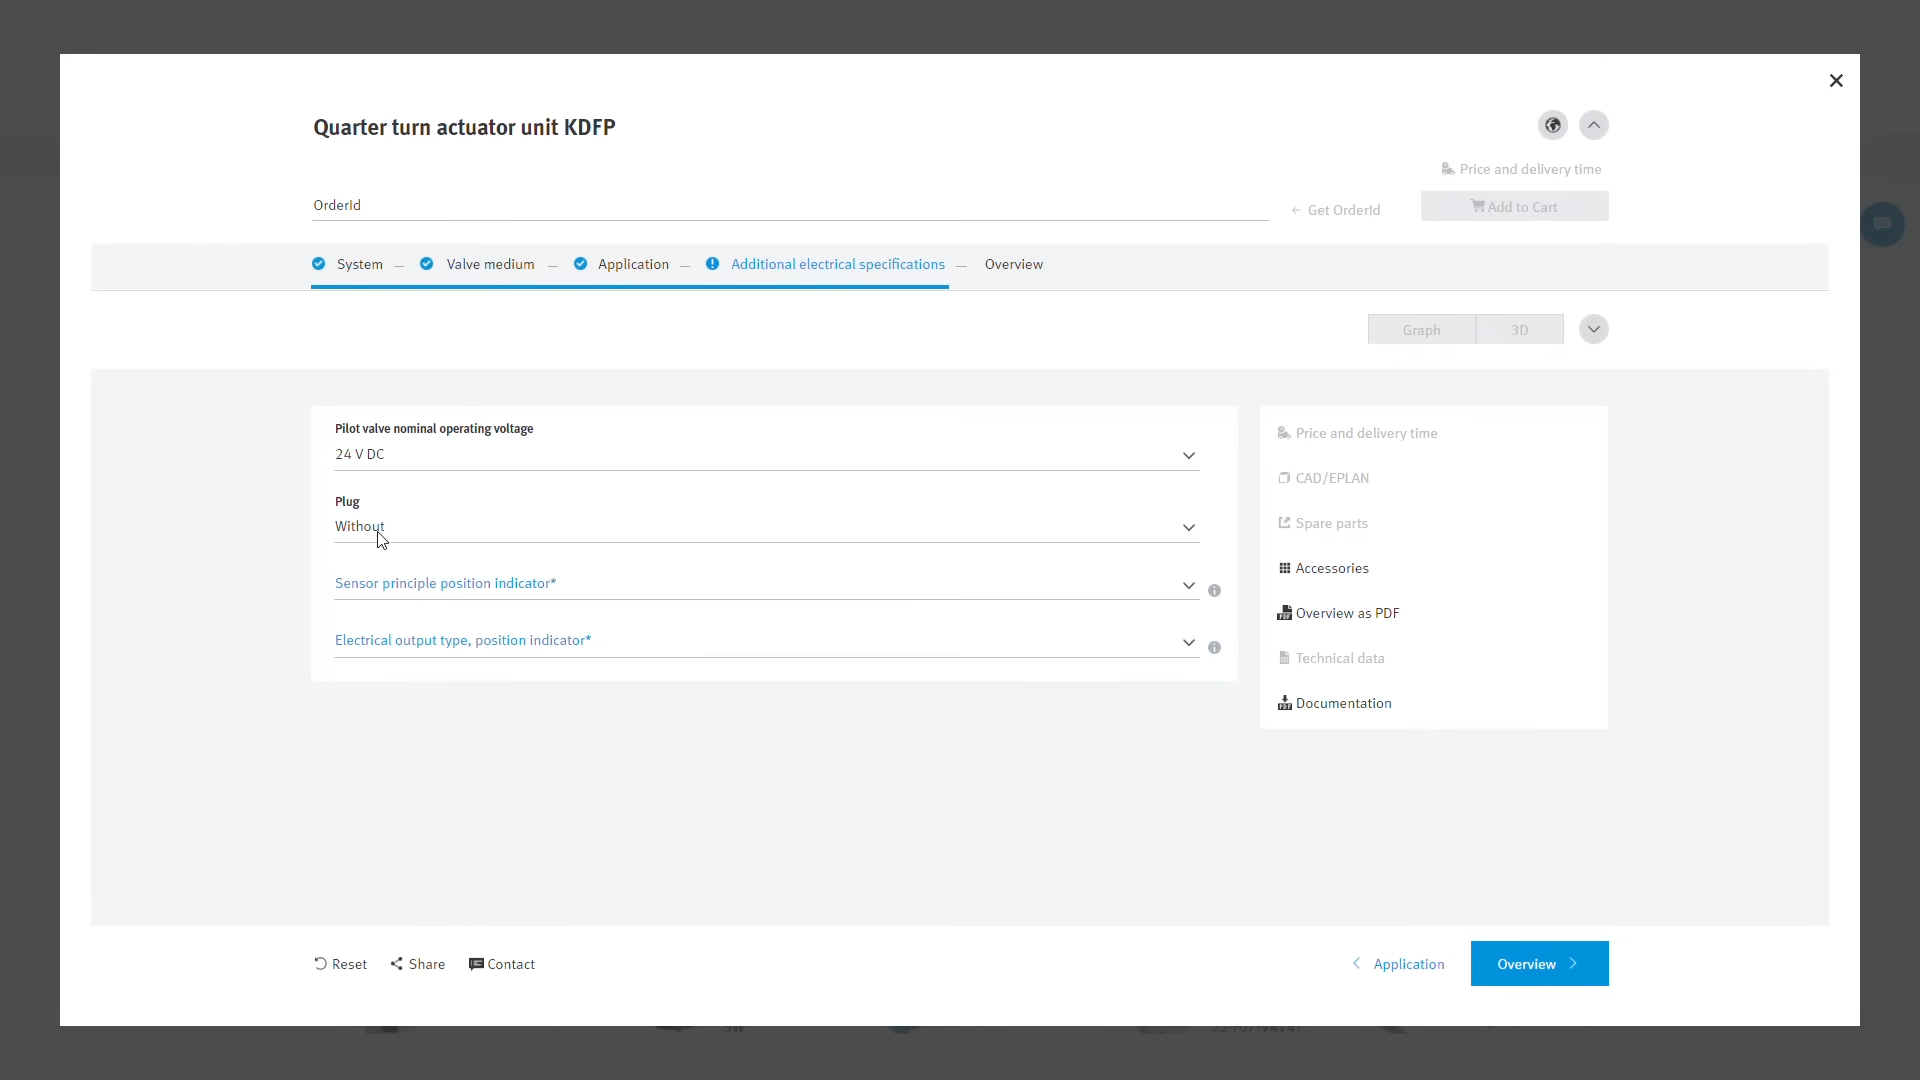 Quarter turn actuator unit KDFP
Price and delivery time
OrderId
Get OrderId
Add to Cart
System
Valve medium
Application
Additional electrical specifications
Overview
Graph
3D
Pilot valve nominal operating voltage
24 V DC
Plug
Without
Sensor principle position indicator*
Electrical output type, position indicator*
Price and delivery time
CAD/EPLAN
Spare parts
Accessories
Overview as PDF
Technical data
Documentation
Reset
Share
Contact
Application
Overview